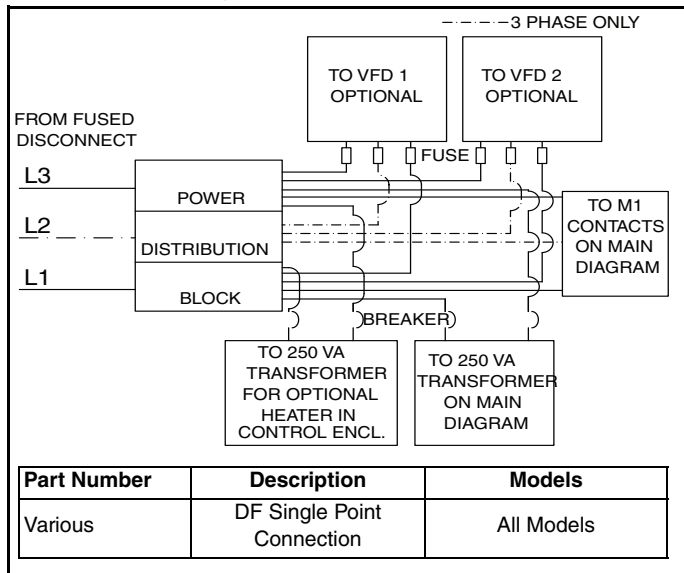 3 PHASE ONLY
TO VFD 1
OPTIONAL
TO VFD 2
OPTIONAL
FROM FUSED
DISCONNECT
FUSE
L3
POWER
TO M1
CONTACTS
ON MAIN
DIAGRAM
L2
DISTRIBUTION
L1
BLOCK
BREAKER
TO 250 VA
TRANSFORMER
FOR OPTIONAL
HEATER IN
CONTROL ENCL.
TO 250 VA
TRANSFORMER
ON MAIN
DIAGRAM
Part Number Description Models
Various DF Single Point All Models
Connection